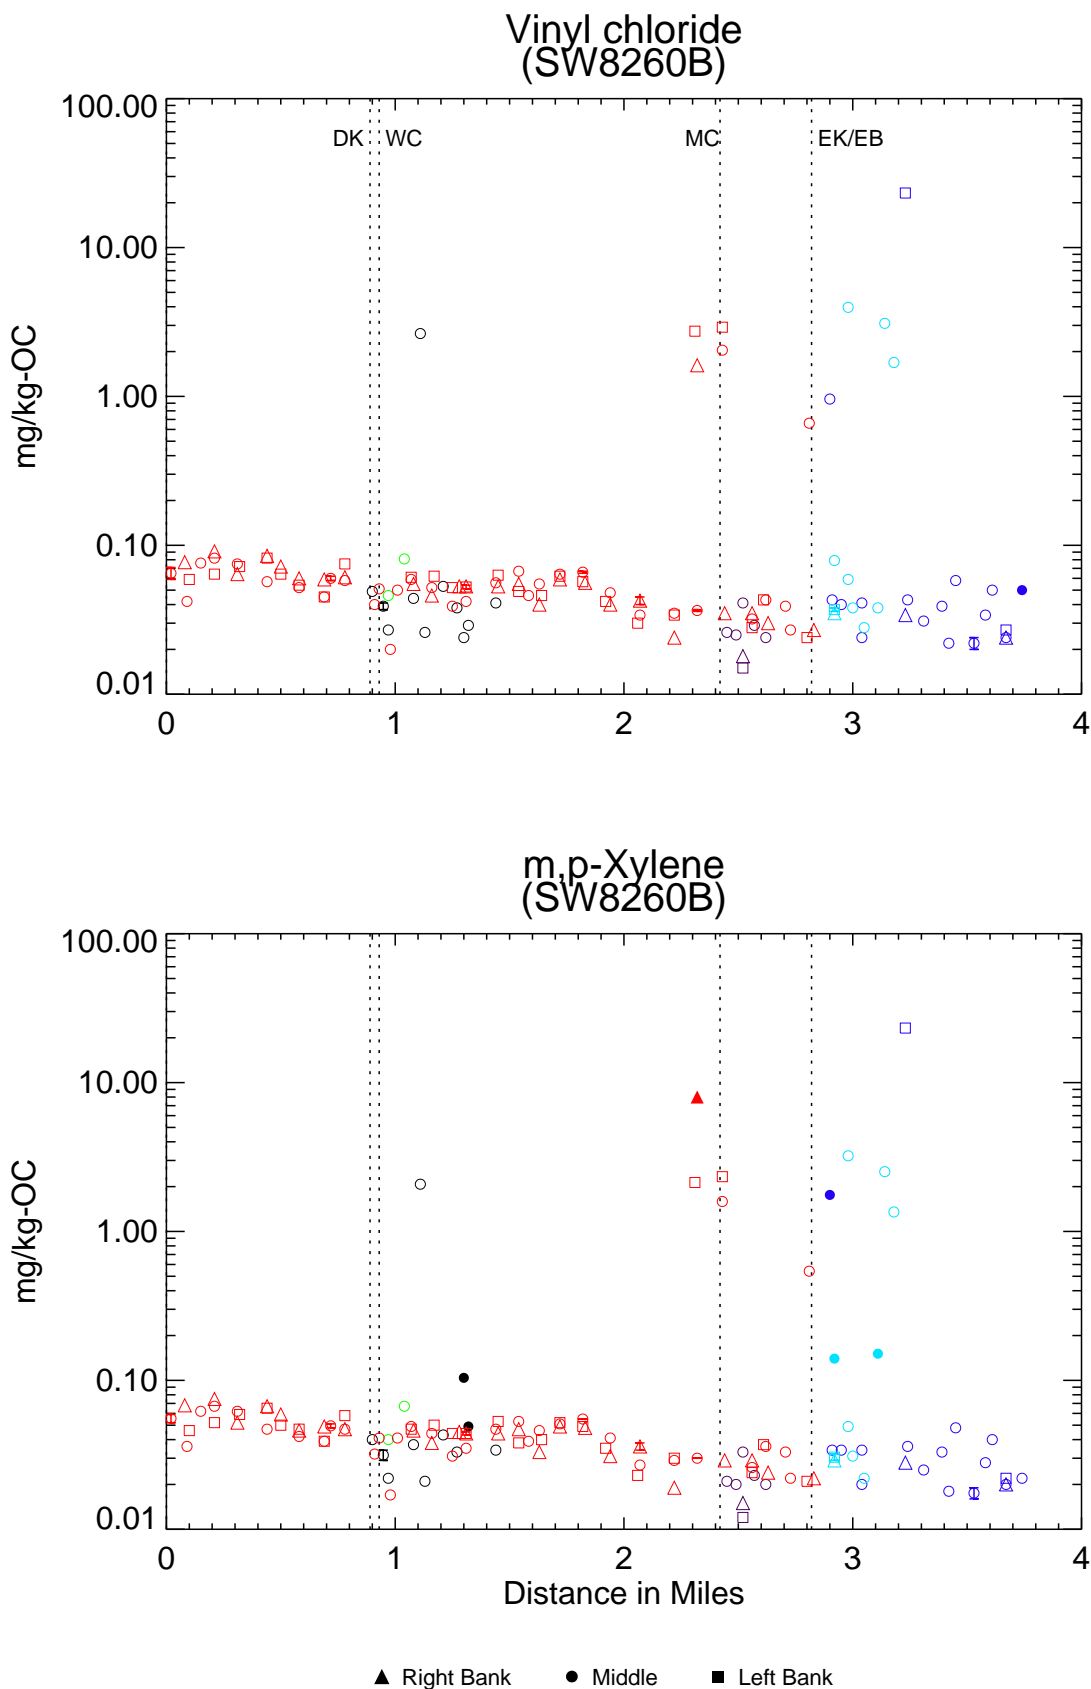 Vinyl chloride
(SW8260B)
100.00
DK WC MC EK/EB
10.00
1.00
0.10
0.01
mg/kg-OC
0 1 2 3 4
m,p-Xylene
(SW8260B)
100.00
10.00
1.00
0.10
0.01
mg/kg-OC
0 1 2 3 4
Distance in Miles
Right Bank Middle Left Bank